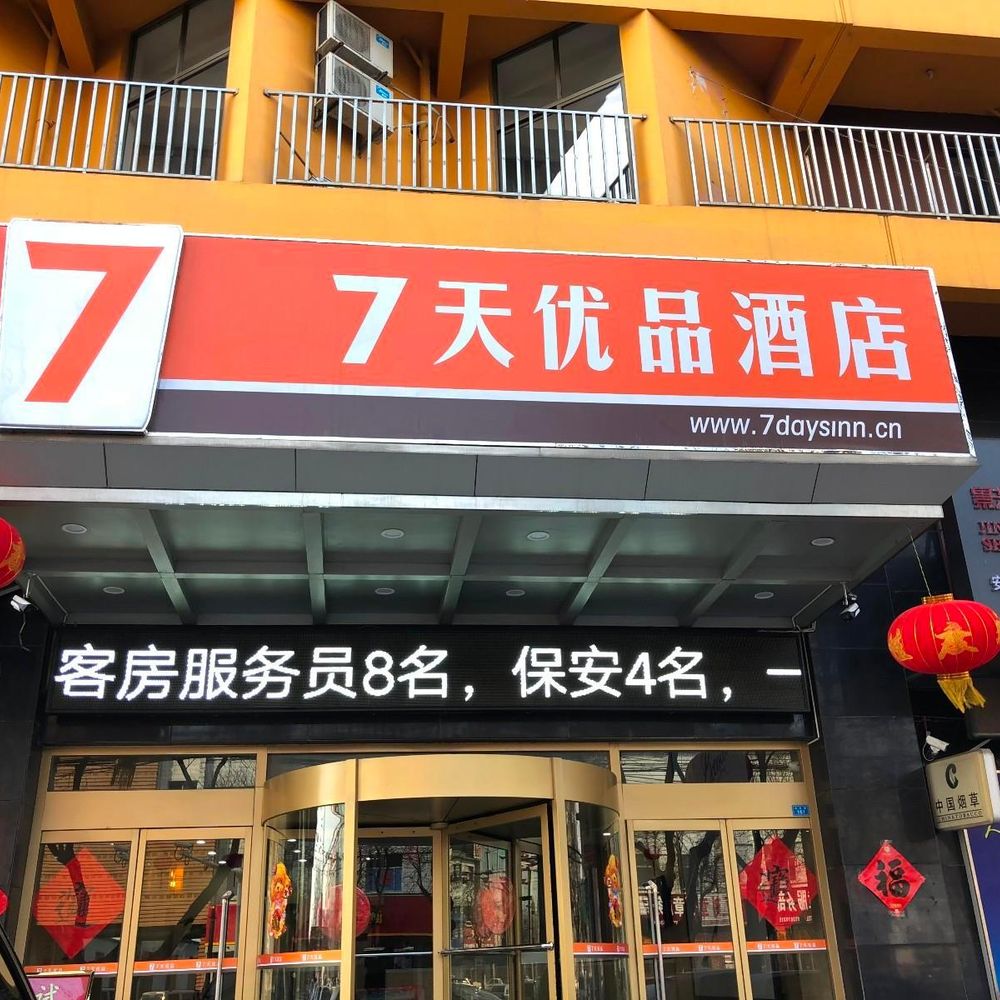 7
7天优品酒店
www.7daysinn.cn
客房服务员8名，保安4名，一
中国烟草
福